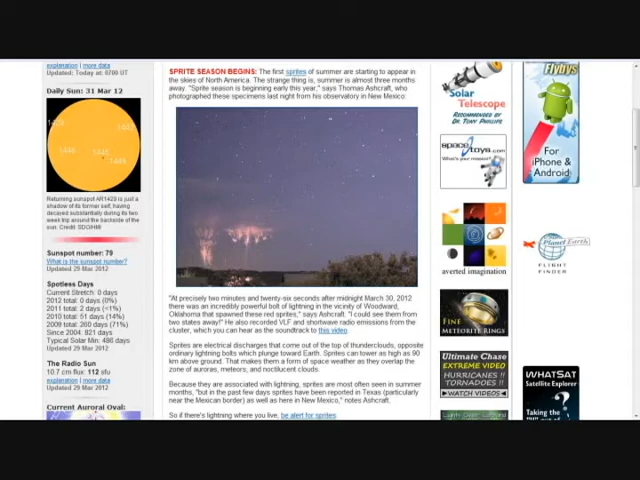 explanation | more data
Updated: Today at: 0700 UT
Daily Sun: 31 Mar 12
1429
1402
1446
1445
1449
Returning sunspot AR1429 is just a
shadow of its former self, having
decayed substantially during its two
week trip around the backside of the
sun. Credit: SDO/HMI
Sunspot number: 79
What is the sunspot number?
Updated 29 Mar 2012
Spotless Days
Current Stretch: 0 days
2012 total: 0 days (0%)
2011 total: 2 days (<1%)
2010 total: 51 days (14%)
2009 total: 260 days (71%)
Since 2004: 821 days
Typical Solar Min: 486 days
Updated 29 Mar 2012
The Radio Sun
10.7 cm flux: 112 sfu
explanation | more data
Updated 29 Mar 2012
Current Auroral Oval:
SPRITE SEASON BEGINS: The first sprites of summer are starting to appear in
the skies of North America. The strange thing is, summer is almost three months
away. "Sprite season is beginning early this year," says Thomas Ashcraft, who
photographed these specimens last night from his observatory in New Mexico:
"At precisely two minutes and twenty-six seconds after midnight March 30, 2012
there was an incredibly powerful bolt of lightning in the vicinity of Woodward,
Oklahoma that spawned these red sprites," says Ashcraft. "I could see them from
two states away!" He also recorded VLF and shortwave radio emissions from the
cluster, which you can hear as the soundtrack to this video.
Sprites are electrical discharges that come out of the top of thunderclouds, opposite
ordinary lightning bolts which plunge toward Earth. Sprites can tower as high as 90
km above ground. That makes them a form of space weather as they overlap the
zone of auroras, meteors, and noctilucent clouds.
Because they are associated with lightning, sprites are most often seen in summer
months, "but in the past few days sprites have been reported in Texas (particularly
near the Mexican border) as well as here in New Mexico," notes Ashcraft.
So if there's lightning where you live, be alert for sprites.
Solar
Telescope
RECOMMENDED BY
DR. TONY PHILLIPS
space toys.com
What's your mission?
averted imagination
FINE
METEORITE RINGS
Ultimate Chase
EXTREME VIDEO
HURRICANES !!
TORNADOES !!
WATCH VIDEOS
Flybys
For
iPhone &
Android
Planet Earth
FLIGHT
FINDER
WHATSAT
Satellite Explorer
Taking the